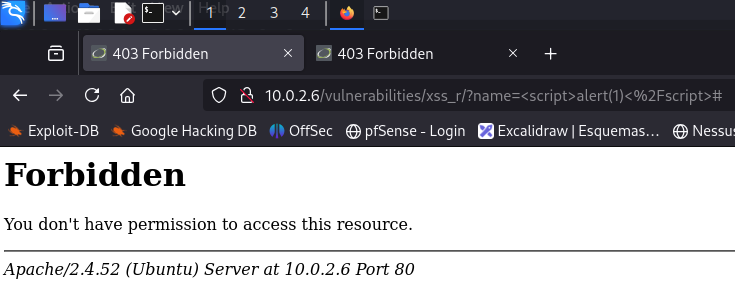 1 2 3 4
403 Forbidden × 403 Forbidden × +
10.0.2.6/vulnerabilities/xss_r/?name=<script>alert(1)<%2Fscript>#
Exploit-DB Google Hacking DB OffSec pfSense - Login Excalidraw | Esquemas… Nessus
Forbidden
You don't have permission to access this resource.
Apache/2.4.52 (Ubuntu) Server at 10.0.2.6 Port 80